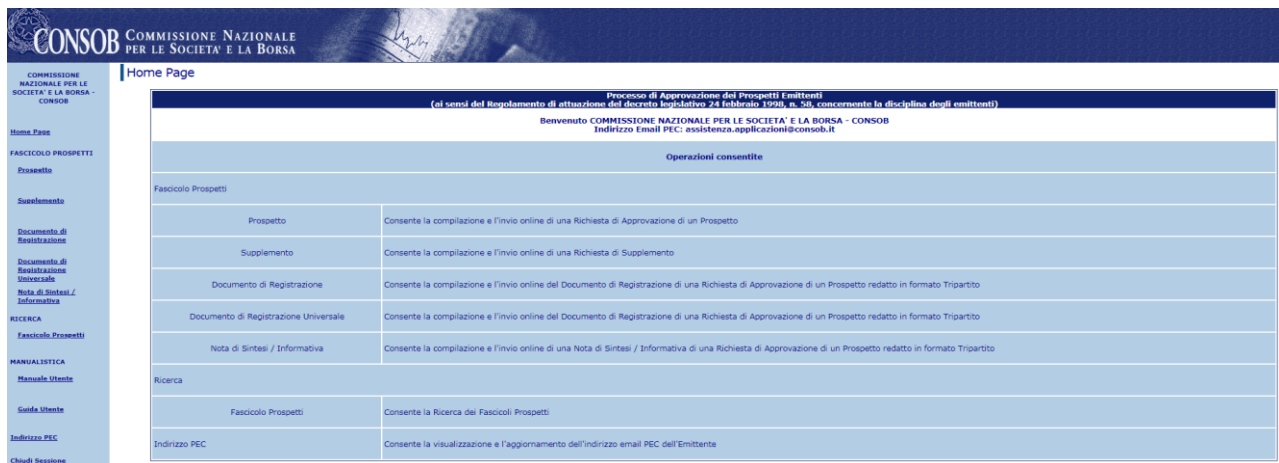 CONSOB COMMISSIONE NAZIONALE
PER LE SOCIETA' E LA BORSA
COMMISSIONE
NAZIONALE PER LE
SOCIETA' E LA BORSA -
CONSOB
Home Page
FASCICOLO PROSPETTI
Prospetto
Supplemento
Documento di
Registrazione
Documento di
Registrazione
Universale
Nota di Sintesi /
Informativa
RICERCA
Fascicolo Prospetti
MANUALISTICA
Manuale Utente
Guida Utente
Indirizzo PEC
Chiudi Sessione
Home Page
Processo di Approvazione dei Prospetti Emittenti
(ai sensi del Regolamento di attuazione del decreto legislativo 24 febbraio 1998, n. 58, concernente la disciplina degli emittenti)
Benvenuto COMMISSIONE NAZIONALE PER LE SOCIETA' E LA BORSA - CONSOB
Indirizzo Email PEC: assistenza.applicazioni@consob.it
Operazioni consentite
Fascicolo Prospetti
Prospetto Consente la compilazione e l'invio online di una Richiesta di Approvazione di un Prospetto
Supplemento Consente la compilazione e l'invio online di una Richiesta di Supplemento
Documento di Registrazione Consente la compilazione e l'invio online del Documento di Registrazione di una Richiesta di Approvazione di un Prospetto redatto in formato Tripartito
Documento di Registrazione Universale Consente la compilazione e l'invio online del Documento di Registrazione di una Richiesta di Approvazione di un Prospetto redatto in formato Tripartito
Nota di Sintesi / Informativa Consente la compilazione e l'invio online di una Nota di Sintesi / Informativa di una Richiesta di Approvazione di un Prospetto redatto in formato Tripartito
Ricerca
Fascicolo Prospetti Consente la Ricerca dei Fascicoli Prospetti
Indirizzo PEC Consente la visualizzazione e l'aggiornamento dell'indirizzo email PEC dell'Emittente